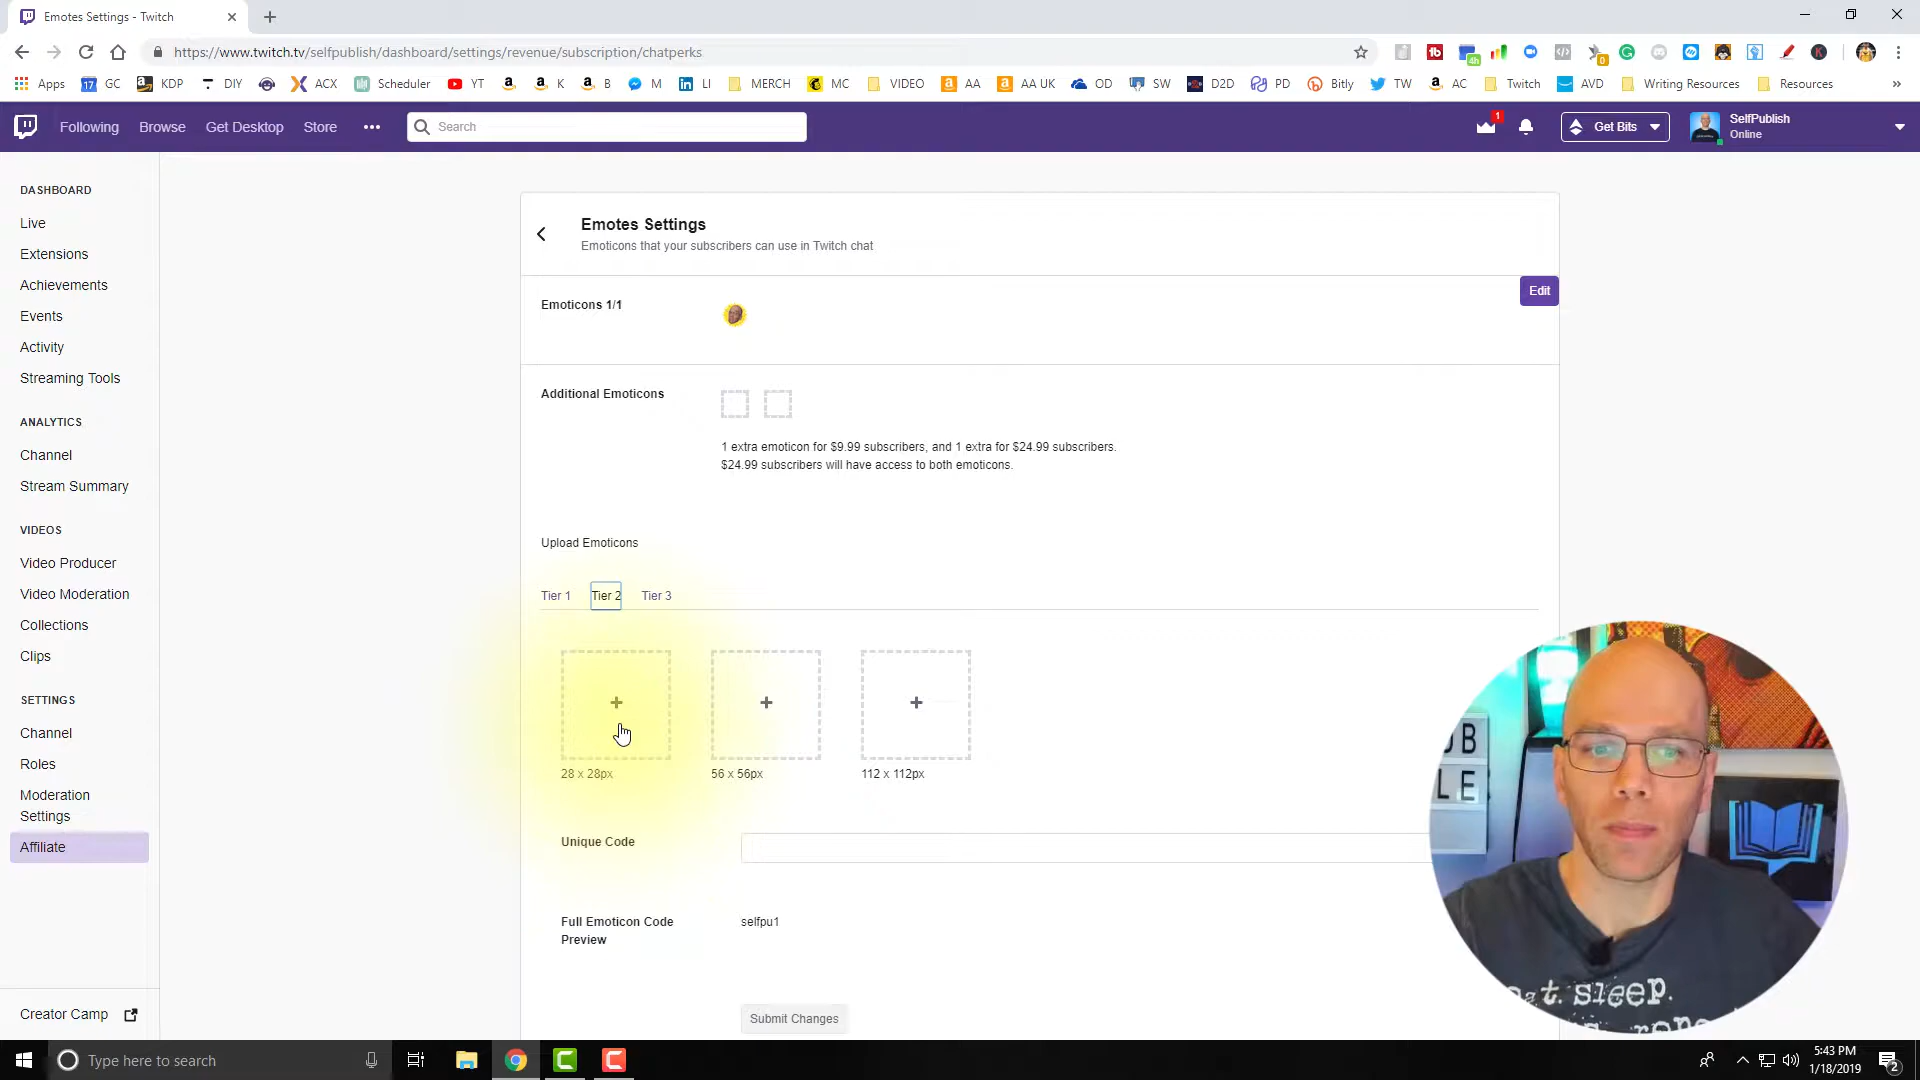 Emotes Settings - Twitch
https://www.twitch.tv/selfpublish/dashboard/settings/revenue/subscription/chatperks
Apps GC KDP DIY ACX Scheduler YT K B M LI MERCH MC VIDEO AA AA UK OD SW D2D PD Bitly TW AC Twitch AVD Writing Resources Resources »
Following Browse Get Desktop Store Search 1 Get Bits SelfPublish
Online
DASHBOARD
Live
Extensions
Achievements
Events
Activity
Streaming Tools
ANALYTICS
Channel
Stream Summary
VIDEOS
Video Producer
Video Moderation
Collections
Clips
SETTINGS
Channel
Roles
Moderation
Settings
Affiliate
Creator Camp
Emotes Settings
Emoticons that your subscribers can use in Twitch chat
Edit
Emoticons 1/1
Additional Emoticons
1 extra emoticon for $9.99 subscribers, and 1 extra for $24.99 subscribers.
$24.99 subscribers will have access to both emoticons.
Upload Emoticons
Tier 1 Tier 2 Tier 3
+ + +
28 x 28px 56 x 56px 112 x 112px
Unique Code
Full Emoticon Code
Preview
selfpu1
Submit Changes
UB
LE
eat. sleep.
Type here to search
5:43 PM
1/18/2019
2